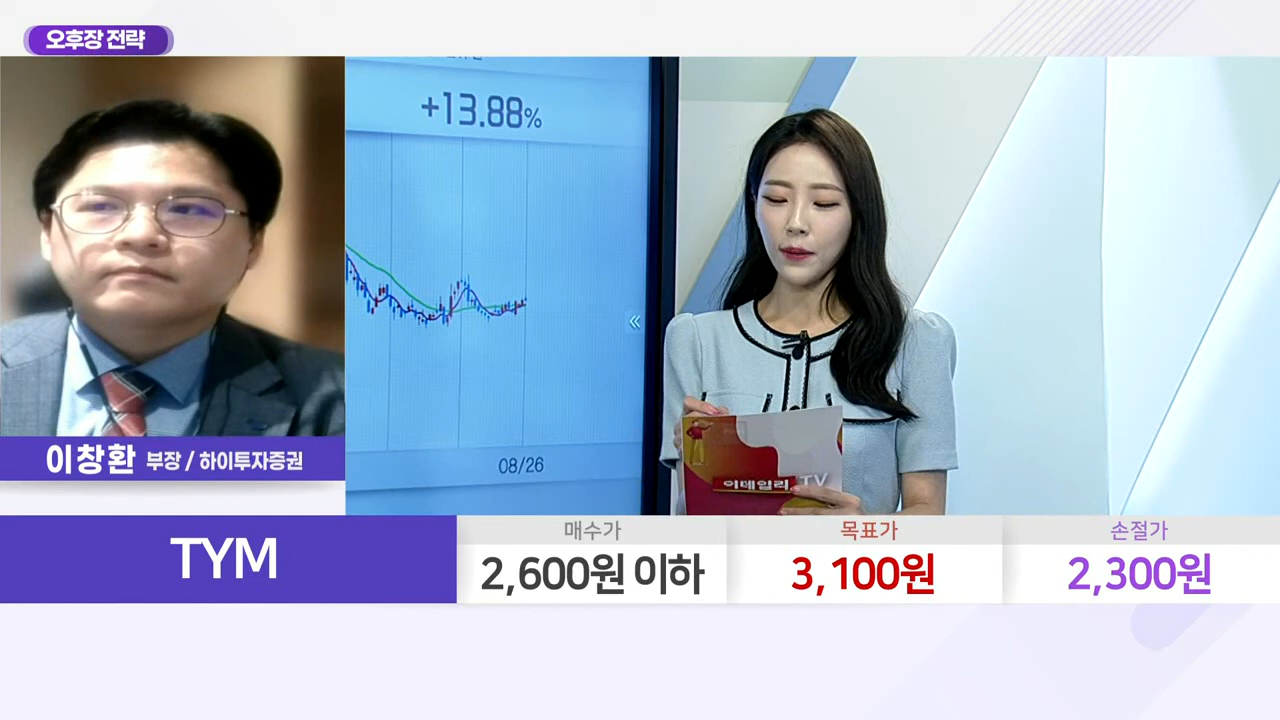 오후장 전략
+13.88%
«
08/26
이데일리 TV
이창환 부장 / 하이투자증권
TYM
매수가
2,600원 이하
목표가
3,100원
손절가
2,300원